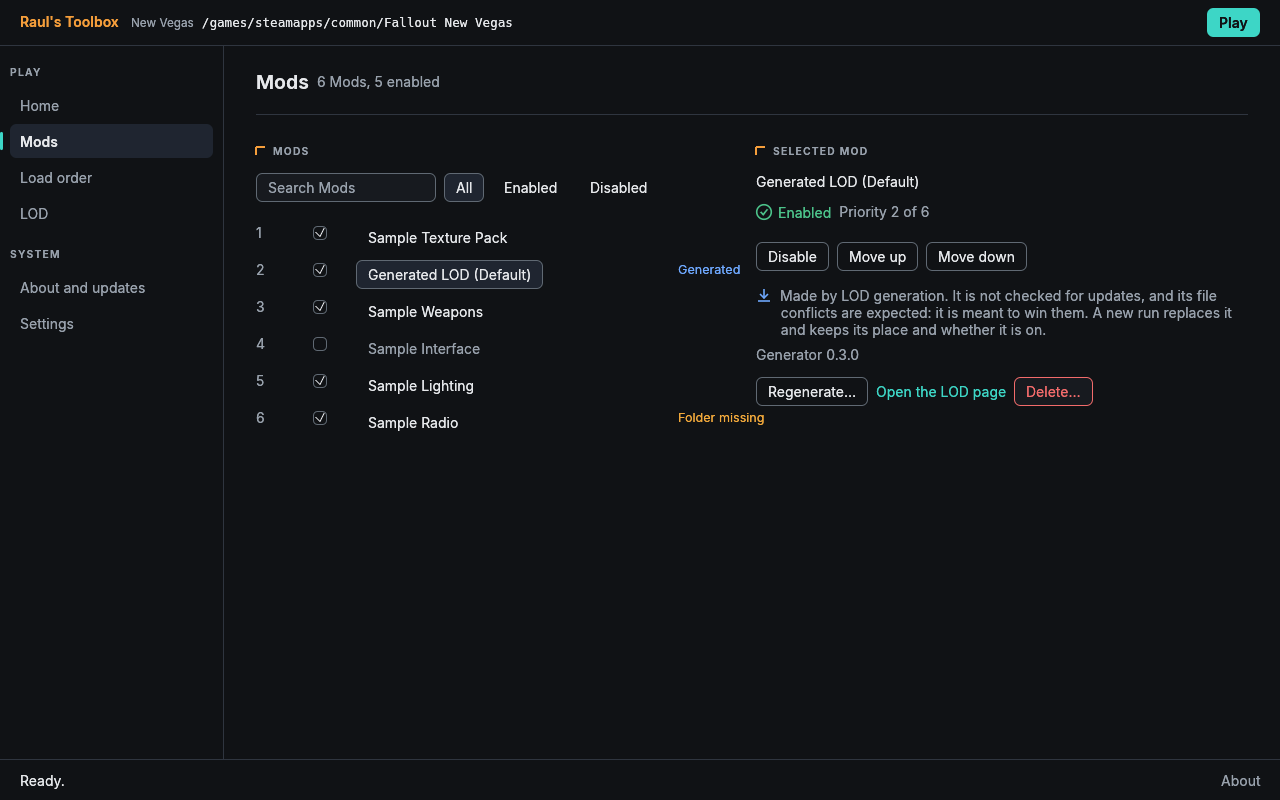 Raul's Toolbox New Vegas /games/steamapps/common/Fallout New Vegas Play
PLAY
Home
Mods
Load order
LOD
SYSTEM
About and updates
Settings
Mods 6 Mods, 5 enabled
MODS
Search Mods All Enabled Disabled
1 Sample Texture Pack
2 Generated LOD (Default) Generated
3 Sample Weapons
4 Sample Interface
5 Sample Lighting
6 Sample Radio Folder missing
SELECTED MOD
Generated LOD (Default)
Enabled Priority 2 of 6
Disable Move up Move down
Made by LOD generation. It is not checked for updates, and its file
conflicts are expected: it is meant to win them. A new run replaces it
and keeps its place and whether it is on.
Generator 0.3.0
Regenerate... Open the LOD page Delete...
Ready. About